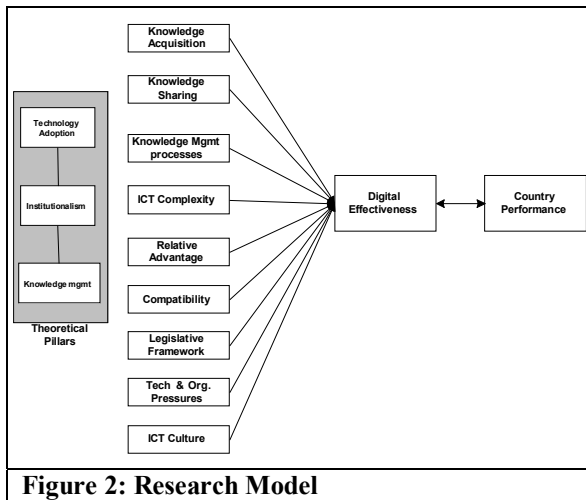 Knowledge
Acquisition
Knowledge
Sharing
Technology
Adoption
Knowledge Mgmt
processes
Institutionalism
ICT Complexity
Digital
Effectiveness
Country
Performance
Relative
Advantage
Knowledge mgmt
Compatibility
Theoretical
Pillars
Legislative
Framework
Tech & Org.
Pressures
ICT Culture
Figure 2: Research Model